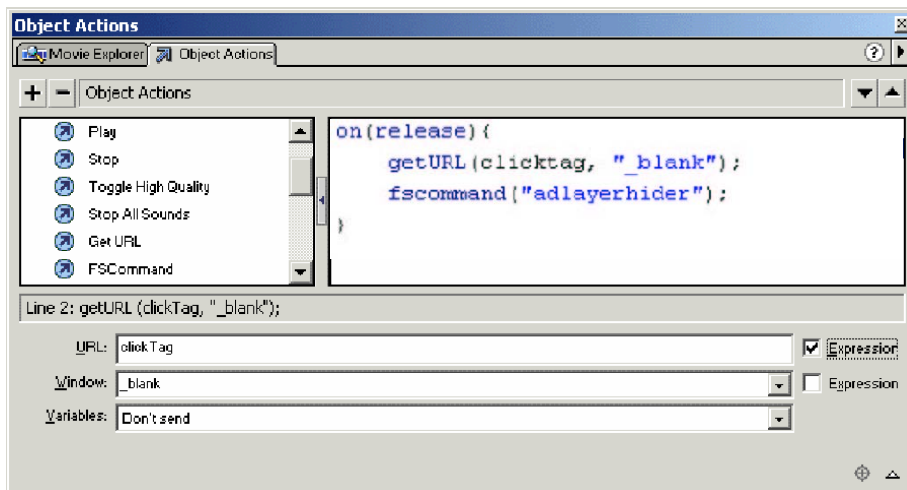 Object Actions
Movie Explorer Object Actions ?
+ - Object Actions
Play
Stop
Toggle High Quality
Stop All Sounds
Get URL
FSCommand
on(release){
getURL(clicktag, "_blank");
fscommand("adlayerhider");
}
Line 2: getURL (clickTag, "_blank");
URL: clickTag Expression
Window: _blank Expression
Variables: Don't send